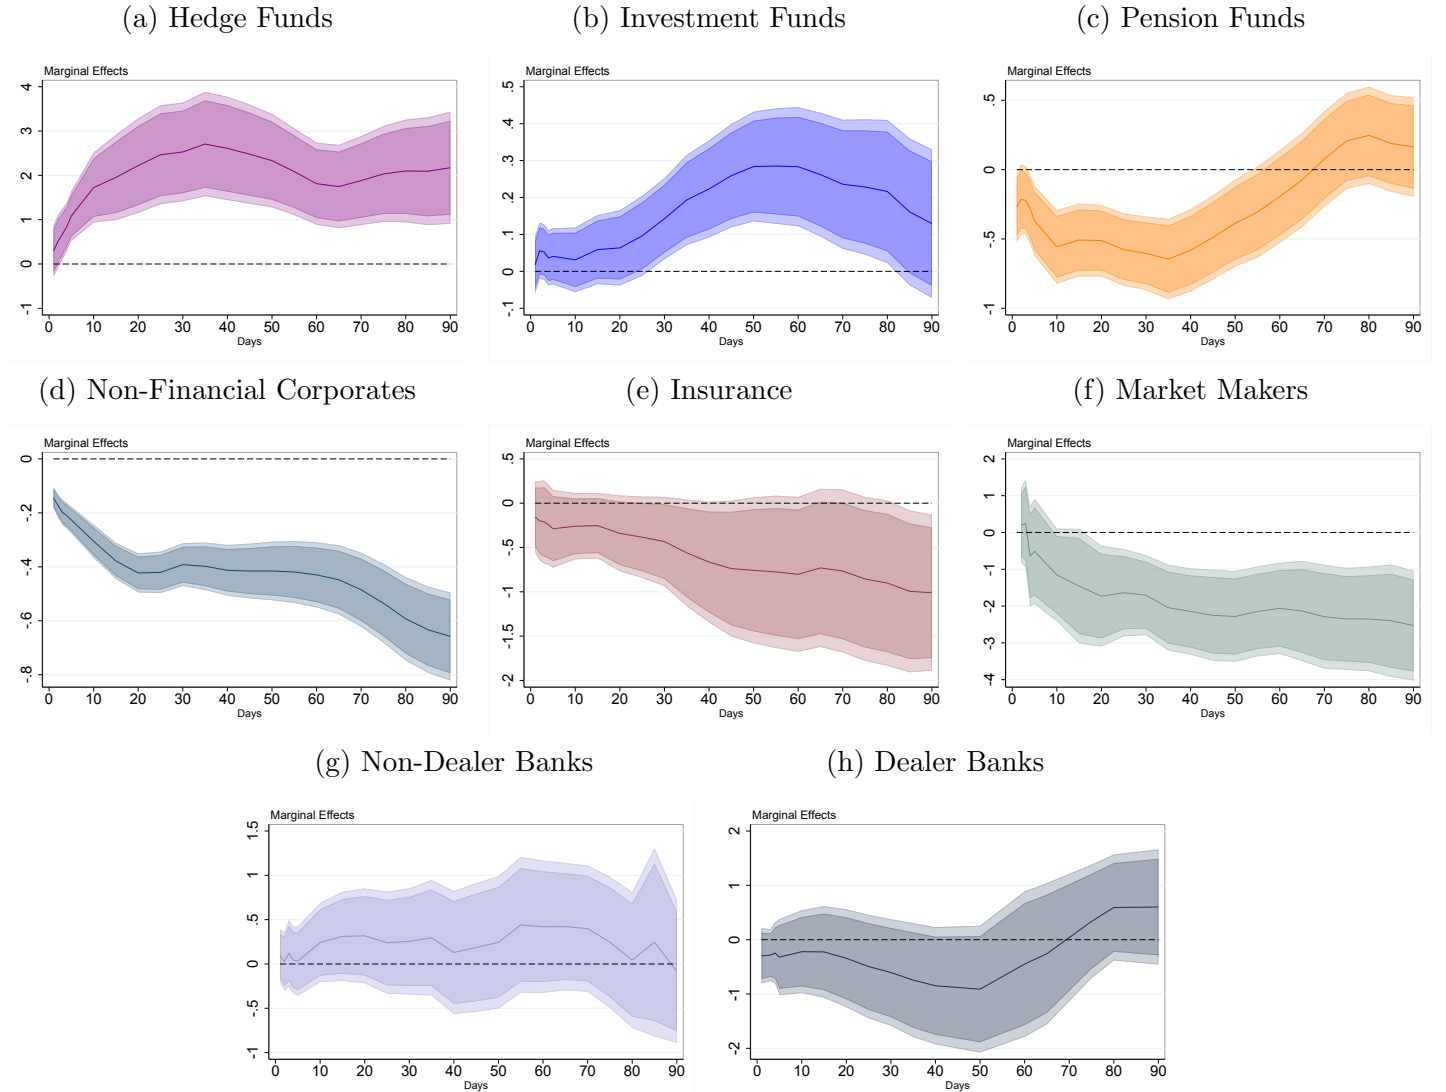 (a) Hedge Funds
Marginal Effects
4
3
2
1
0
-1
0 10 20 30 40 50 60 70 80 90
Days
(b) Investment Funds
Marginal Effects
.5
.4
.3
.2
.1
0
-.1
0 10 20 30 40 50 60 70 80 90
Days
(c) Pension Funds
Marginal Effects
.5
0
-.5
-1
0 10 20 30 40 50 60 70 80 90
Days
(d) Non-Financial Corporates
Marginal Effects
0
-.2
-.4
-.6
-.8
0 10 20 30 40 50 60 70 80 90
Days
(e) Insurance
Marginal Effects
.5
0
-.5
-1
-1.5
-2
0 10 20 30 40 50 60 70 80 90
Days
(f) Market Makers
Marginal Effects
2
1
0
-1
-2
-3
-4
0 10 20 30 40 50 60 70 80 90
Days
(g) Non-Dealer Banks
Marginal Effects
1.5
1
.5
0
-.5
-1
0 10 20 30 40 50 60 70 80 90
Days
(h) Dealer Banks
Marginal Effects
2
1
0
-1
-2
0 10 20 30 40 50 60 70 80 90
Days